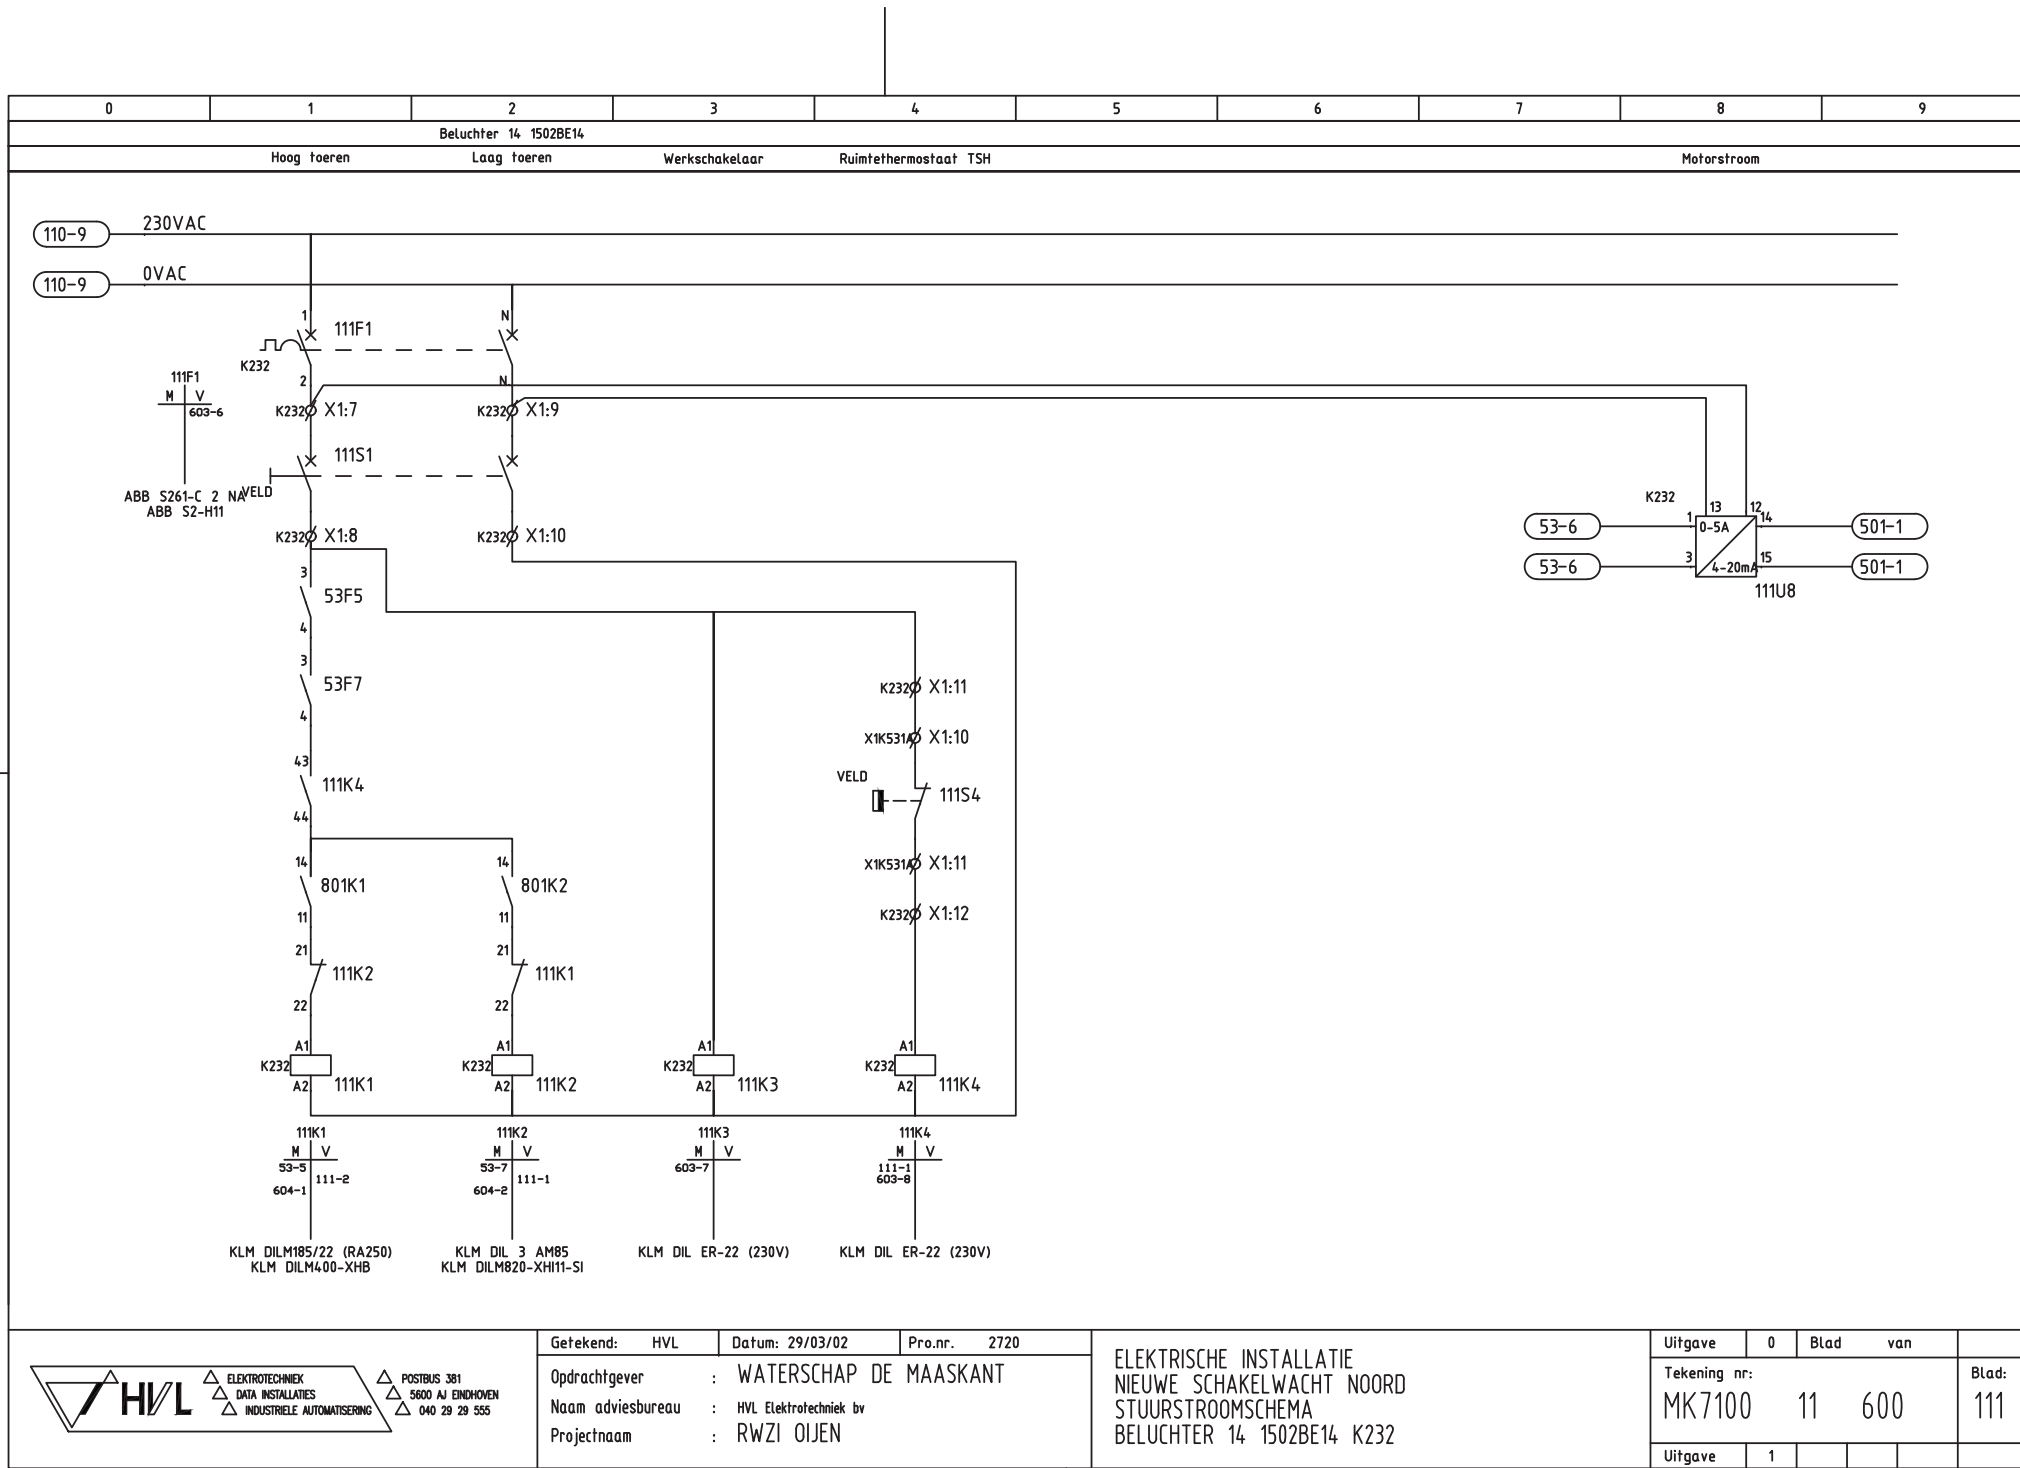 0 1 2 3 4 5 6 7 8 9
Beluchter 14 1502BE14
Hoog toeren Laag toeren Werkschakelaar Ruimtethermostaat TSH Motorstroom
110-9 230VAC
110-9 0VAC
1 111F1 N
K232
2 N
111F1
M V
603-6
K232 X1:7 K232 X1:9
111S1
ABB S261-C 2 NA VELD
ABB S2-H11
K232 13 12
53-6 1 0-5A 14 501-1
53-6 3 4-20mA 15 501-1
111U8
K232 X1:8 K232 X1:10
3
53F5
4
3
53F7
4
K232 X1:11
X1K531A X1:10
43
111K4
44
VELD
111S4
14 14
801K1 801K2
11 11
X1K531A X1:11
K232 X1:12
21 21
111K2 111K1
22 22
A1 A1 A1 A1
K232 K232 K232 K232
A2 111K1 A2 111K2 A2 111K3 A2 111K4
111K1 111K2 111K3 111K4
M V M V M V M V
53-5 53-7 603-7 111-1
111-2 111-1 603-8
604-1 604-2
KLM DILM185/22 (RA250) KLM DIL 3 AM85 KLM DIL ER-22 (230V) KLM DIL ER-22 (230V)
KLM DILM400-XHB KLM DILM820-XHI11-SI
HVL
ELEKTROTECHNIEK POSTBUS 381
DATA INSTALLATIES 5600 AJ EINDHOVEN
INDUSTRIELE AUTOMATISERING 040 29 29 555
Getekend: HVL Datum: 29/03/02 Pro.nr. 2720
Opdrachtgever : WATERSCHAP DE MAASKANT
Naam adviesbureau : HVL Elektrotechniek bv
Projectnaam : RWZI OIJEN
ELEKTRISCHE INSTALLATIE
NIEUWE SCHAKELWACHT NOORD
STUURSTROOMSCHEMA
BELUCHTER 14 1502BE14 K232
Uitgave 0 Blad van
Tekening nr: Blad:
MK7100 11 600 111
Uitgave 1